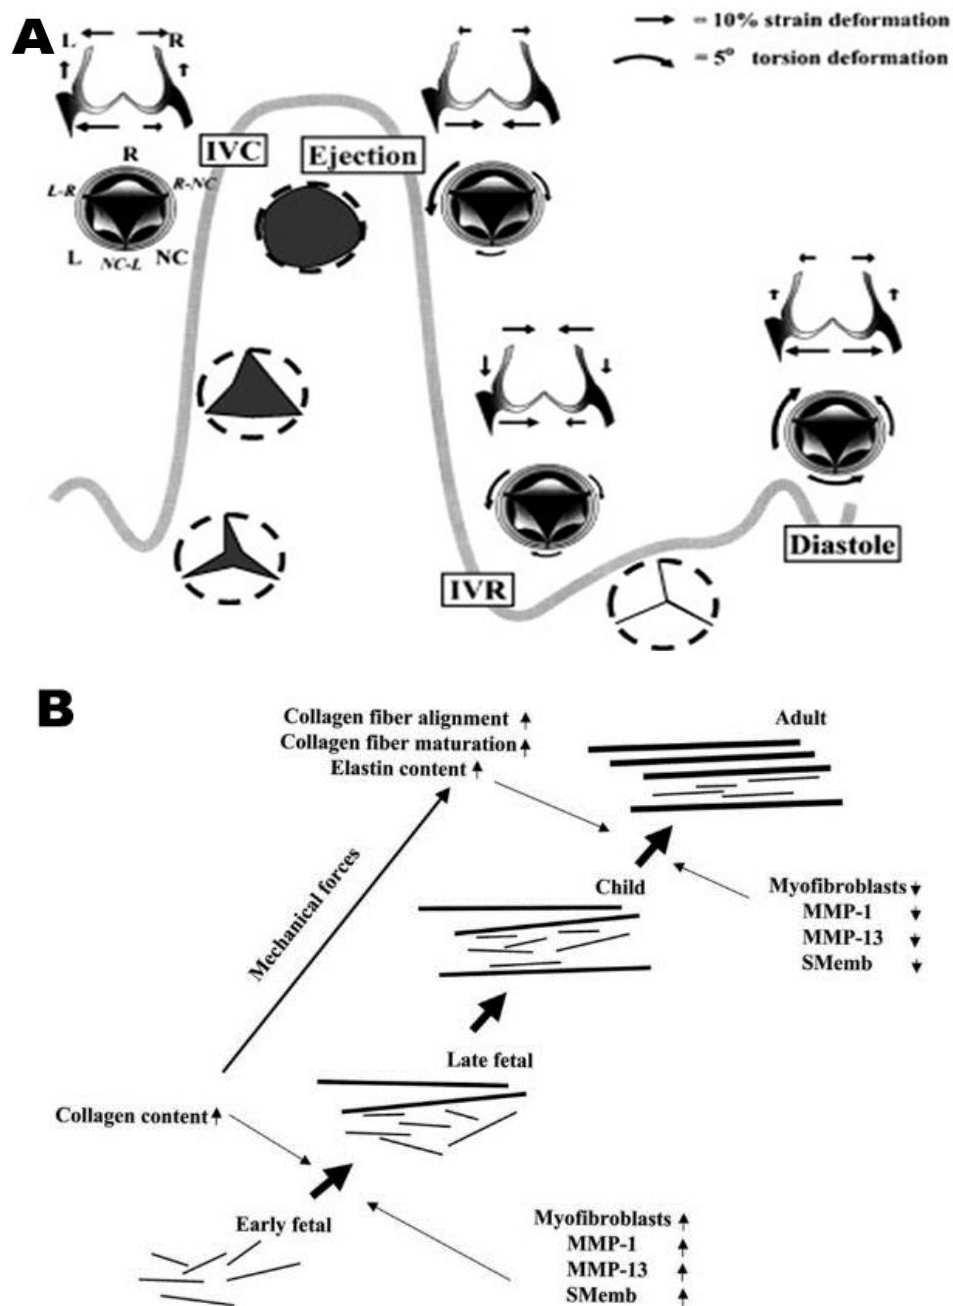 A
= 10% strain deformation
= 5° torsion deformation
L R
IVC
Ejection
R
L-R R-NC
L NC-L NC
IVR
Diastole
B
Collagen fiber alignment
Collagen fiber maturation
Elastin content
Adult
Mechanical forces
Child
Myofibroblasts
MMP-1
MMP-13
SMemb
Late fetal
Collagen content
Early fetal
Myofibroblasts
MMP-1
MMP-13
SMemb